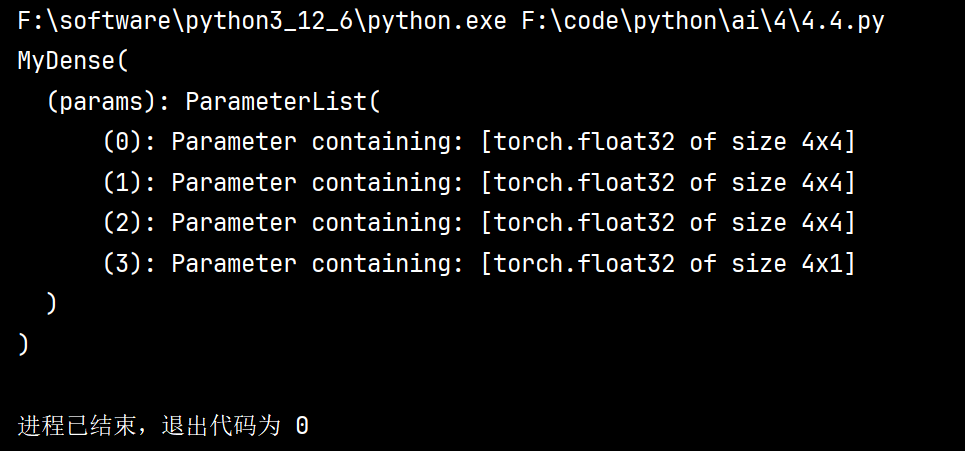 F:\software\python3_12_6\python.exe F:\code\python\ai\4\4.4.py
MyDense(
  (params): ParameterList(
      (0): Parameter containing: [torch.float32 of size 4x4]
      (1): Parameter containing: [torch.float32 of size 4x4]
      (2): Parameter containing: [torch.float32 of size 4x4]
      (3): Parameter containing: [torch.float32 of size 4x1]
  )
)
进程已结束，退出代码为 0